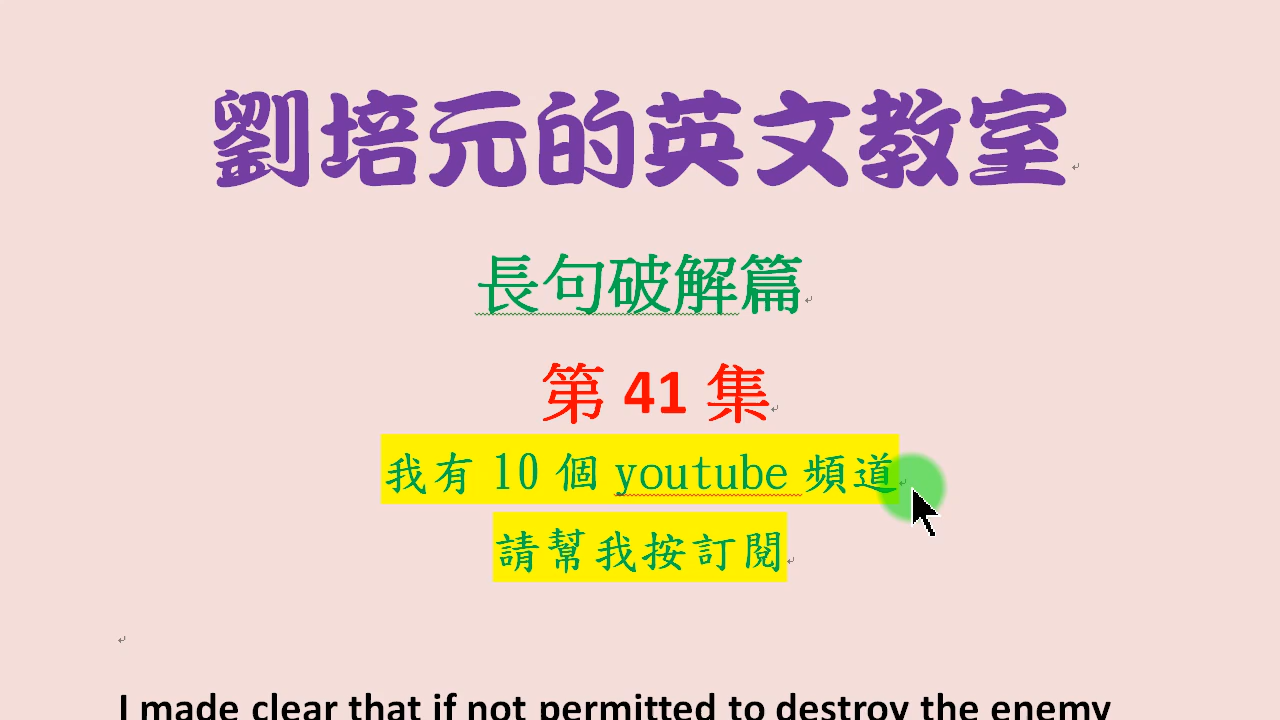 劉培元的英文教室
長句破解篇
第 41 集
我有 10 個 youtube 頻道
請幫我按訂閱
I made clear that if not permitted to destroy the enemy